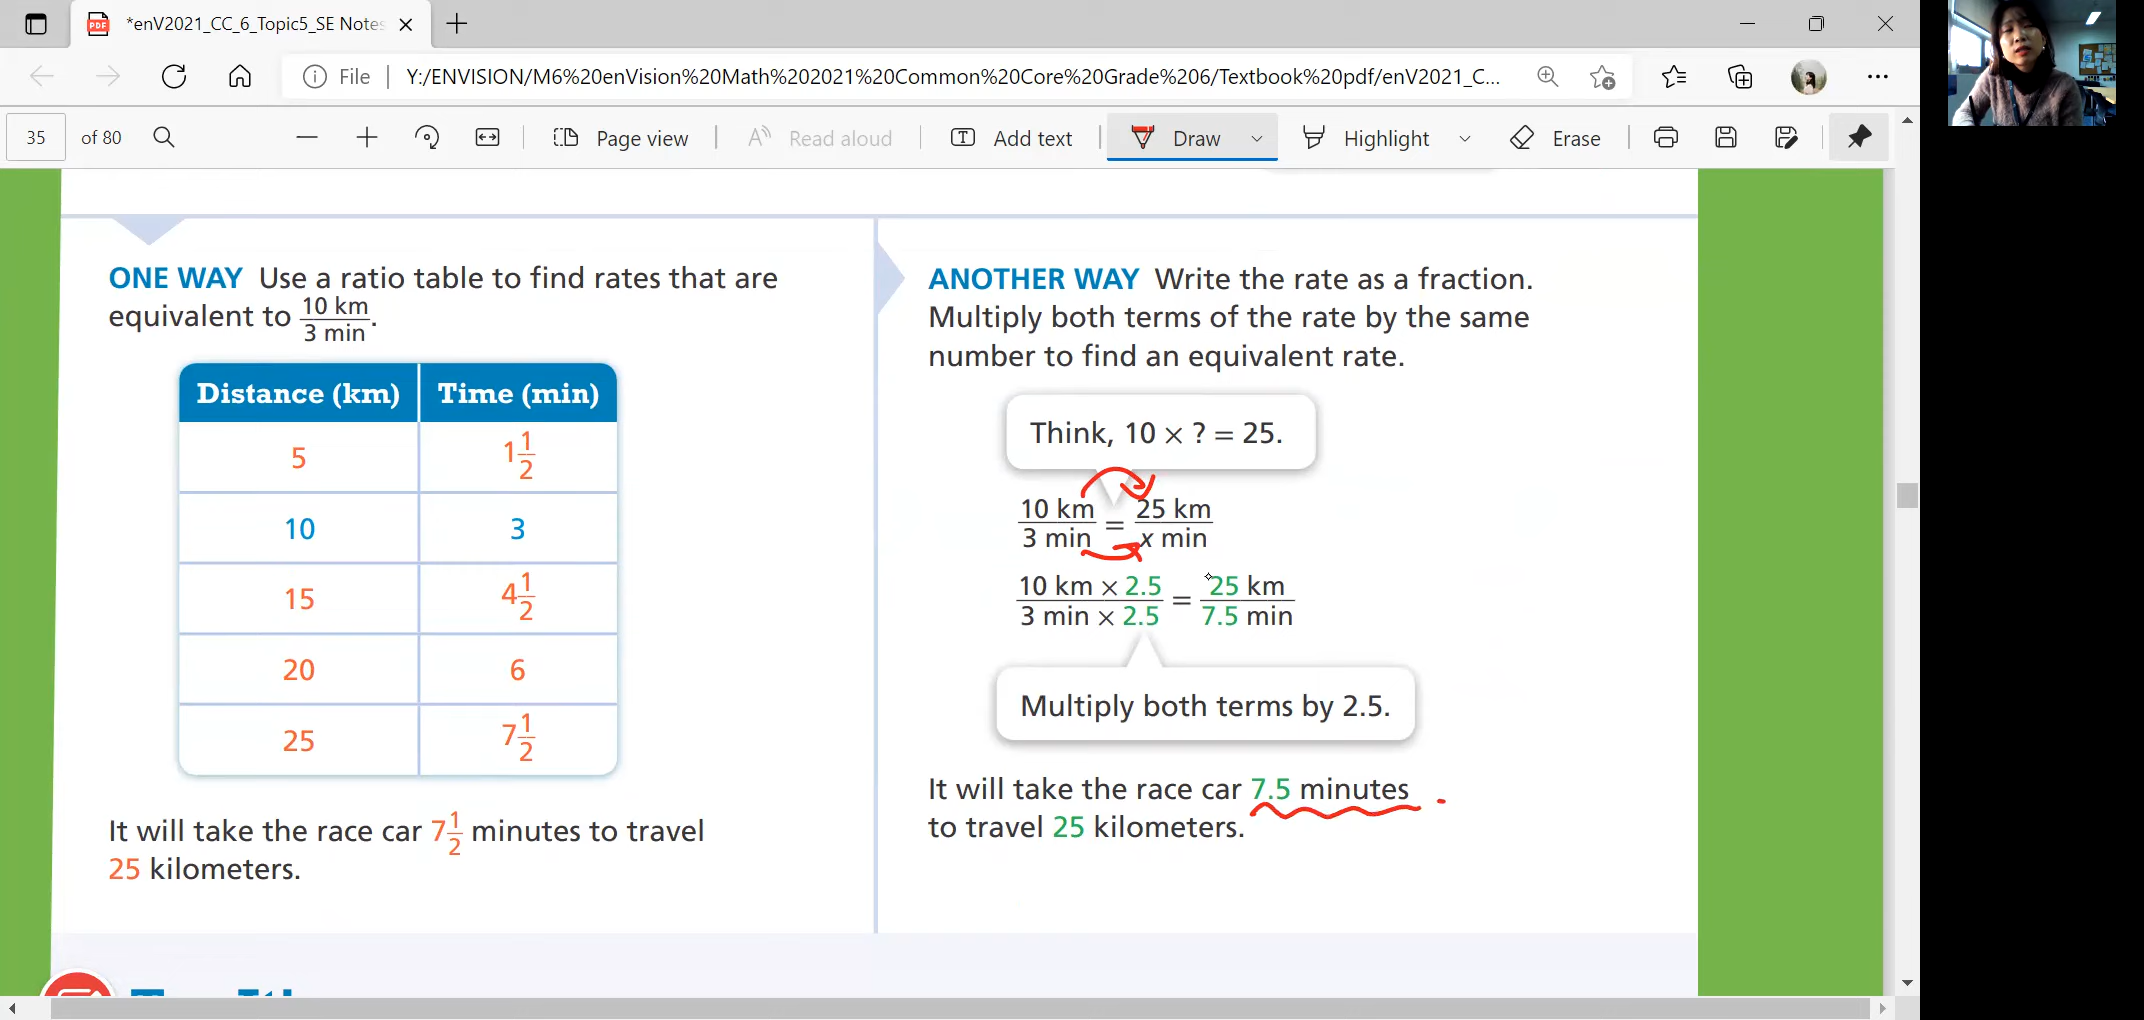 *enV2021_CC_6_Topic5_SE Notes
File
Y:/ENVISION/M6%20enVision%20Math%202021%20Common%20Core%20Grade%206/Textbook%20pdf/enV2021_C...
35 of 80
Page view
Read aloud
Add text
Draw
Highlight
Erase
ONE WAY Use a ratio table to find rates that are
equivalent to 10 km/3 min.
Distance (km) Time (min)
5 1 1/2
10 3
15 4 1/2
20 6
25 7 1/2
It will take the race car 7 1/2 minutes to travel
25 kilometers.
ANOTHER WAY Write the rate as a fraction.
Multiply both terms of the rate by the same
number to find an equivalent rate.
Think, 10 × ? = 25.
10 km/3 min = 25 km/x min
10 km × 2.5/3 min × 2.5 = 25 km/7.5 min
Multiply both terms by 2.5.
It will take the race car 7.5 minutes
to travel 25 kilometers.